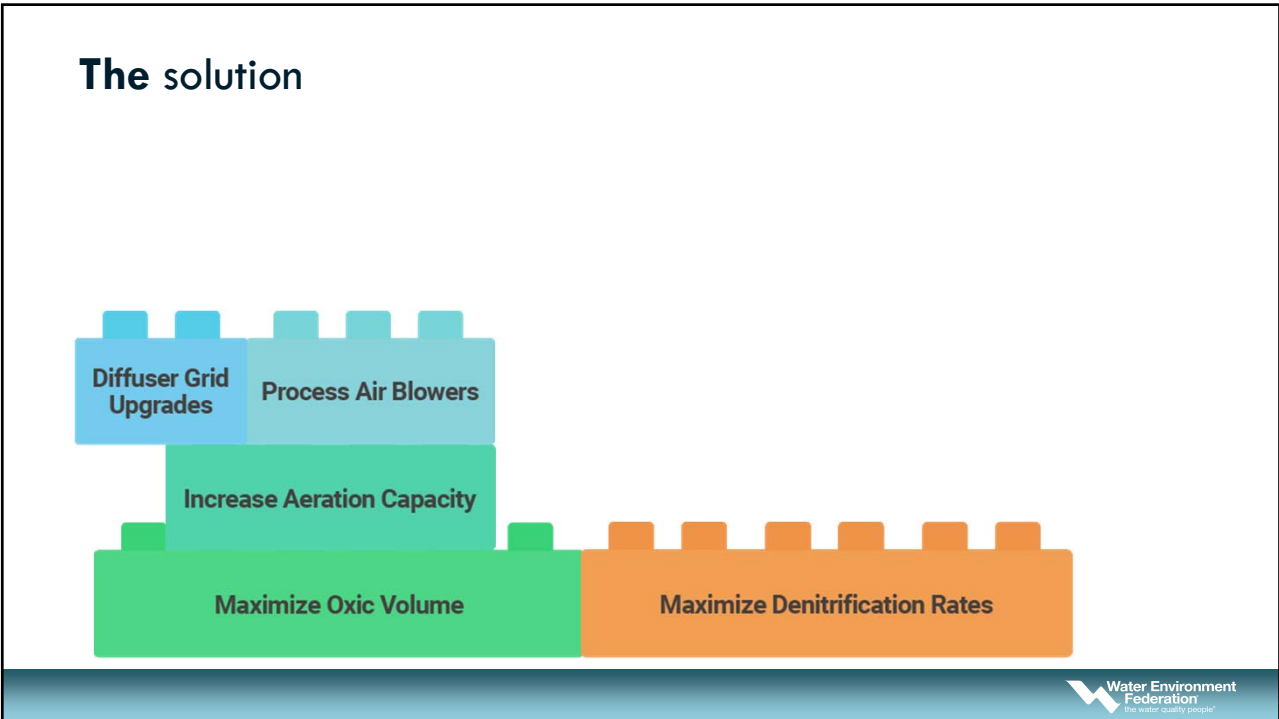 The solution
Diffuser Grid
Upgrades
Process Air Blowers
Increase Aeration Capacity
Maximize Oxic Volume
Maximize Denitrification Rates
Water Environment
Federation
the water quality people®